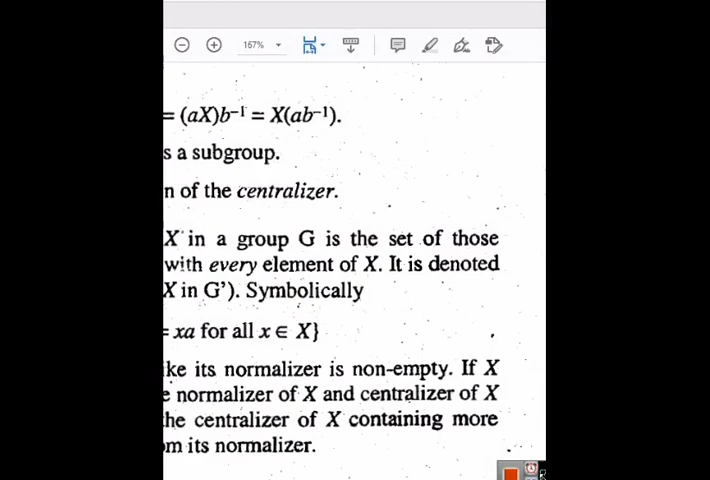 167%
= (aX)b⁻¹ = X(ab⁻¹).
s a subgroup.
n of the centralizer.
X in a group G is the set of those
with every element of X. It is denoted
X in G'). Symbolically
= xa for all x ∈ X}
ike its normalizer is non-empty. If X
e normalizer of X and centralizer of X
he centralizer of X containing more
om its normalizer.